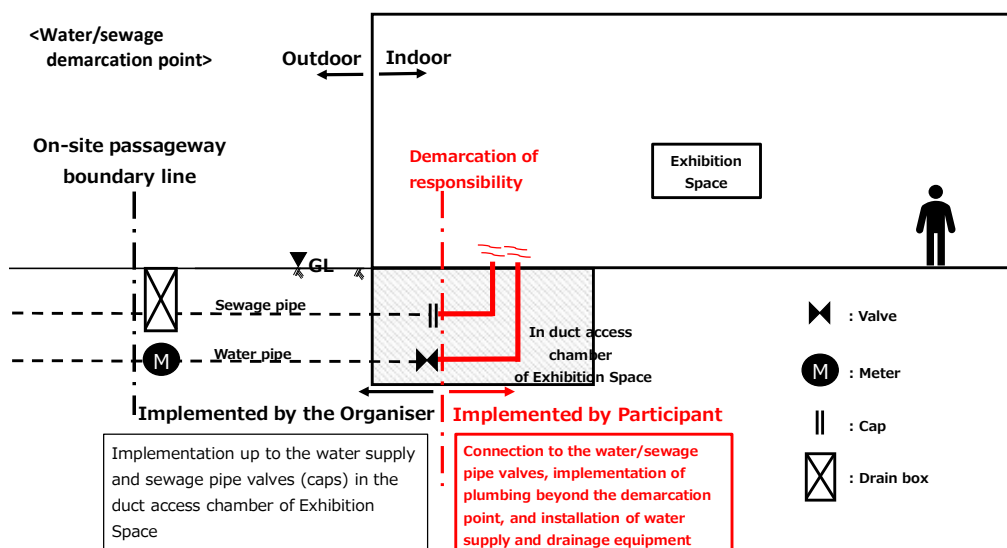 <Water/sewage
demarcation point>
Outdoor
Indoor
On-site passageway
boundary line
Demarcation of
responsibility
Exhibition
Space
GL
Sewage pipe
Water pipe
M
In duct access
chamber
of Exhibition Space
: Valve
M
: Meter
: Cap
: Drain box
Implemented by the Organiser
Implementation up to the water supply
and sewage pipe valves (caps) in the
duct access chamber of Exhibition
Space
Implemented by Participant
Connection to the water/sewage
pipe valves, implementation of
plumbing beyond the demarcation
point, and installation of water
supply and drainage equipment